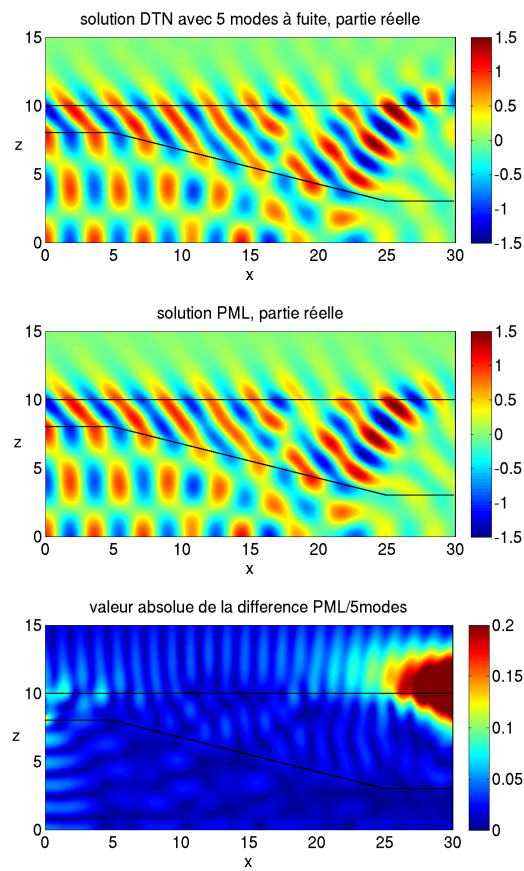 solution DTN avec 5 modes à fuite, partie réelle
15
10
5
0
z
0 5 10 15 20 25 30
x
1.5
1
0.5
0
-0.5
-1
-1.5
solution PML, partie réelle
15
10
5
0
z
0 5 10 15 20 25 30
x
1.5
1
0.5
0
-0.5
-1
-1.5
valeur absolue de la difference PML/5modes
15
10
5
0
z
0 5 10 15 20 25 30
x
0.2
0.15
0.1
0.05
0